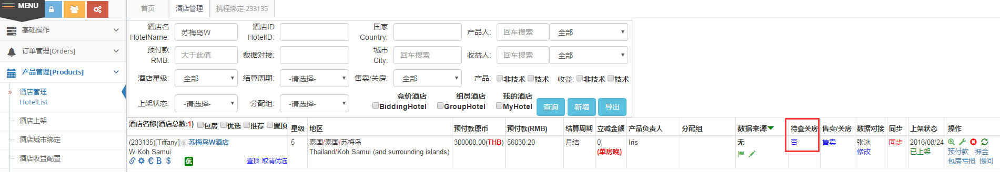 MENU
首页
酒店管理
携程绑定-233135
基础操作
订单管理[Orders]
产品管理[Products]
酒店管理
HotelList
酒店上架
酒店城市绑定
酒店收益配置
酒店名
HotelName:
苏梅岛W
酒店ID
HotelID:
国家
Country:
产品人:
回车搜索
全部
预付款
RMB:
大于此值
数据对接:
城市
City:
回车搜索
收益人:
回车搜索
全部
酒店星级:
全部
结算周期:
-请选择-
售卖/关房:
全部
产品:
非技术
技术
收益:
非技术
技术
上架状态:
-请选择-
分配组:
-请选择-
竞价酒店
BiddingHotel
组员酒店
GroupHotel
我的酒店
MyHotel
查询
新增
导出
酒店名称(酒店总数:1)
包房
优选
推荐
置顶
星级
地区
预付款原币
预付款(RMB)
结算周期
立减金额
产品负责人
分配组
数据来源
待查关房
售卖/关房
数据对接
同步
上架状态
操作
(233135)[Tiffany]
苏梅岛W酒店
W Koh Samui
优
置顶 取消优选
5
泰国/泰国/苏梅岛
Thailand/Koh Samui (and surrounding islands)
300000.00(THB)
56030.20
月结
0
(单房晚)
Iris
无
否
售卖
张冰
修改
同步
2016/08/24
已上架
预付款 押金
包房亏损 提问